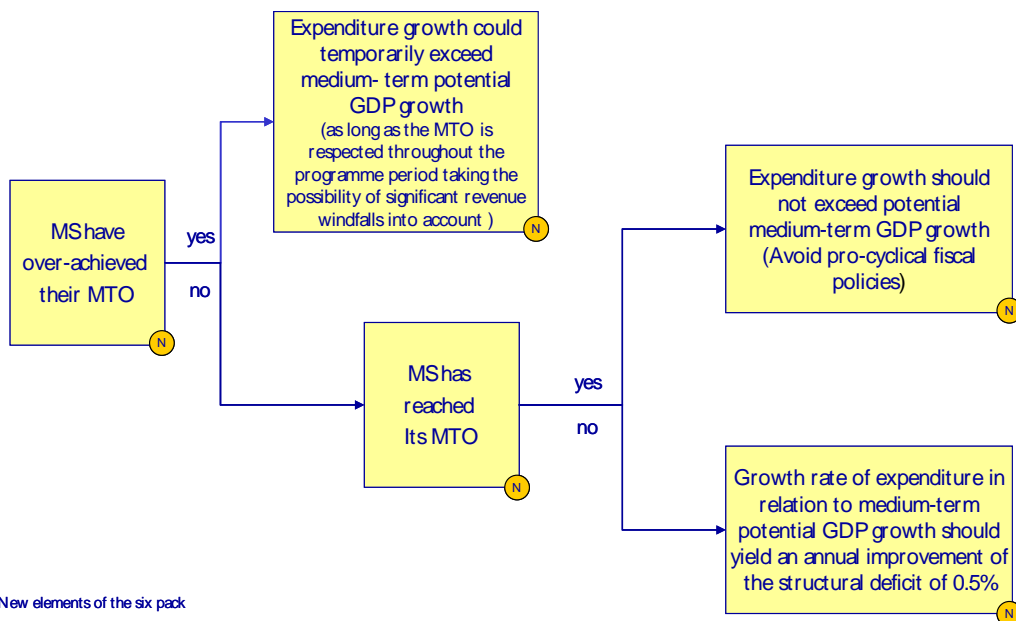 MS have
over-achieved
their MTO
N
yes
no
Expenditure growth could
temporarily exceed
medium- term potential
GDP growth
(as long as the MTO is
respected throughout the
programme period taking the
possibility of significant revenue
windfalls into account )
N
MS has
reached
Its MTO
N
yes
no
Expenditure growth should
not exceed potential
medium-term GDP growth
(Avoid pro-cyclical fiscal
policies)
N
Growth rate of expenditure in
relation to medium-term
potential GDP growth should
yield an annual improvement of
the structural deficit of 0.5%
N
New elements of the six pack